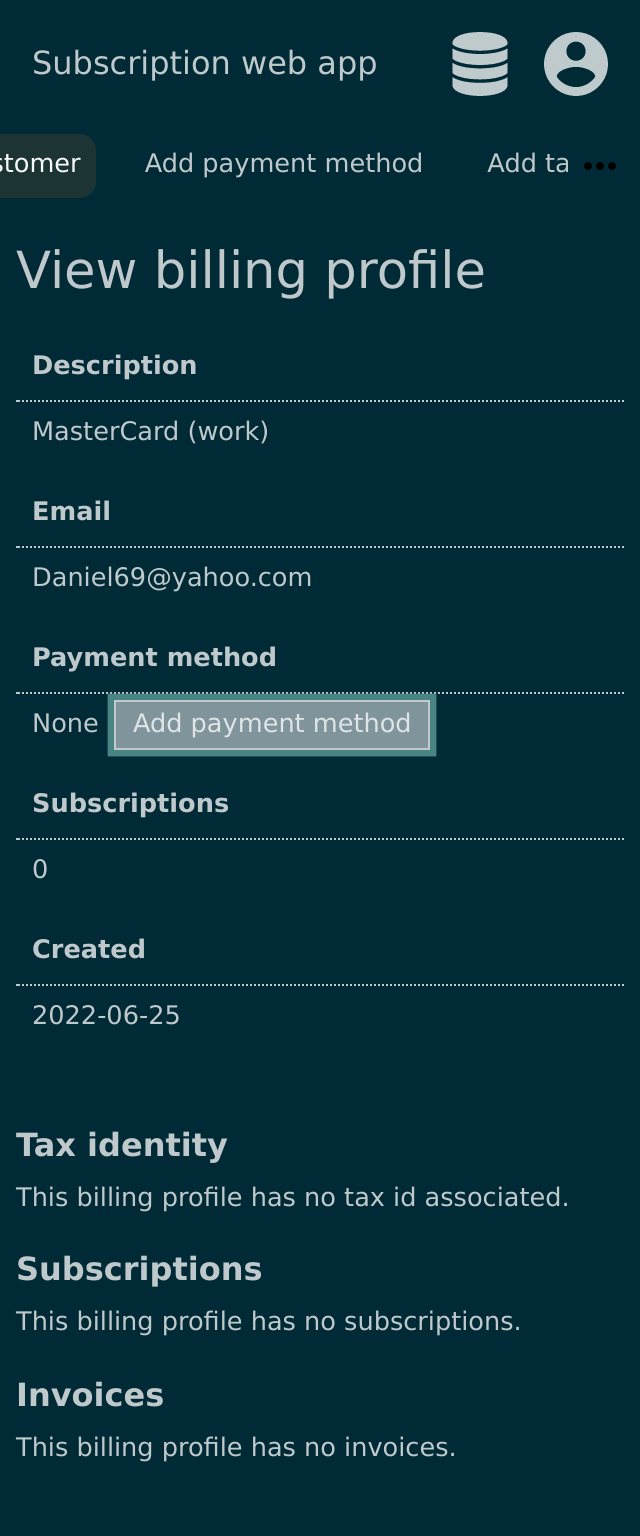 Subscription web app
stomer Add payment method Add ta
View billing profile
Description
MasterCard (work)
Email
Daniel69@yahoo.com
Payment method
None Add payment method
Subscriptions
0
Created
2022-06-25
Tax identity
This billing profile has no tax id associated.
Subscriptions
This billing profile has no subscriptions.
Invoices
This billing profile has no invoices.